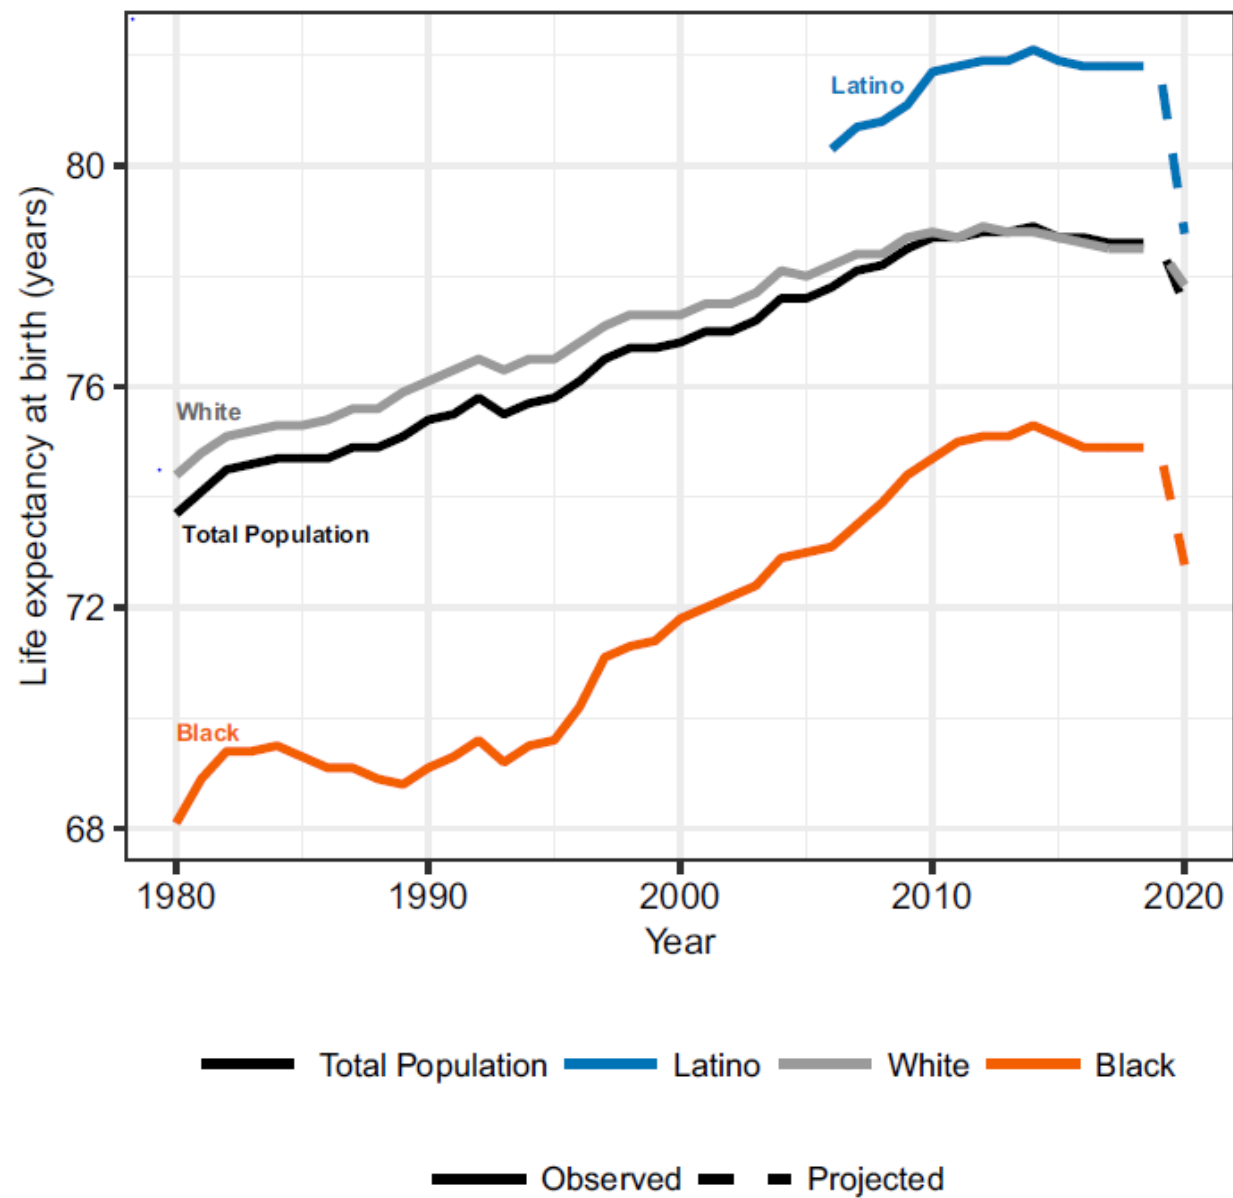 Latino
80
Life expectancy at birth (years)
76
White
Total Population
72
Black
68
1980 1990 2000 2010 2020
Year
Total Population Latino White Black
Observed Projected